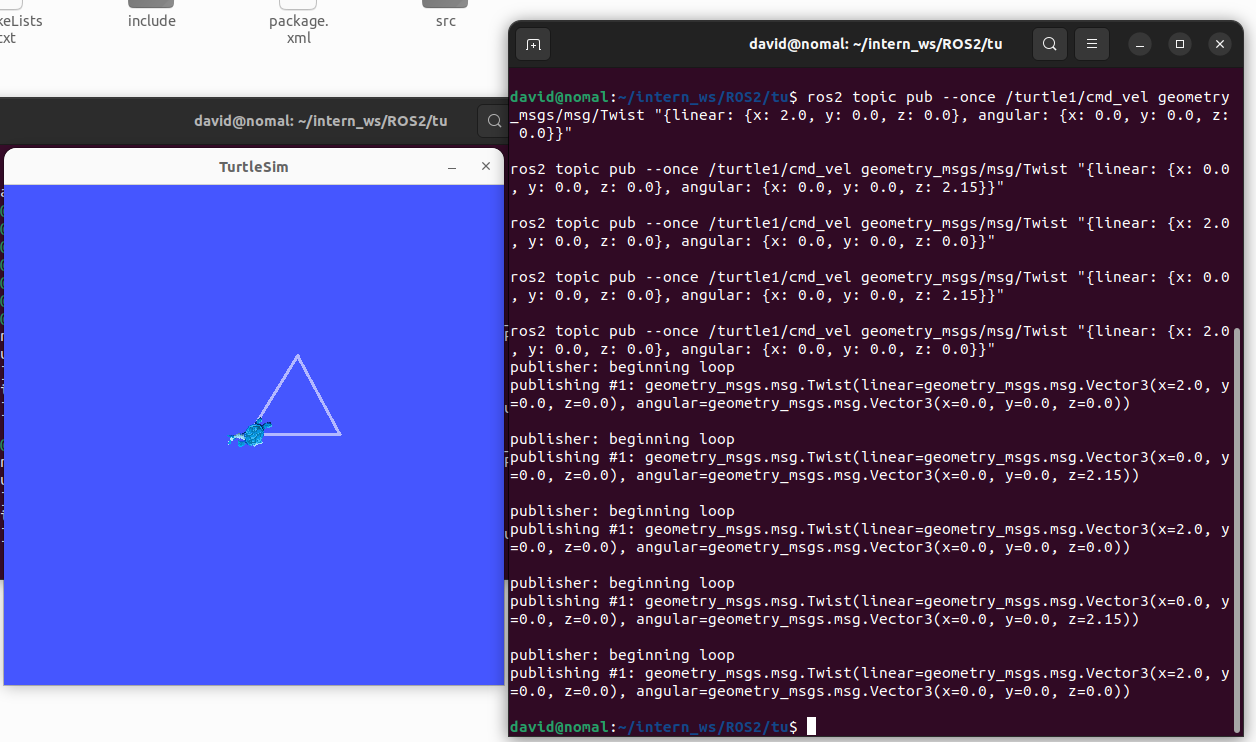 keLists
txt
include
package.
xml
src
david@nomal: ~/intern_ws/ROS2/tu
TurtleSim
david@nomal: ~/intern_ws/ROS2/tu
david@nomal:~/intern_ws/ROS2/tu$ ros2 topic pub --once /turtle1/cmd_vel geometry
_msgs/msg/Twist "{linear: {x: 2.0, y: 0.0, z: 0.0}, angular: {x: 0.0, y: 0.0, z:
 0.0}}"
ros2 topic pub --once /turtle1/cmd_vel geometry_msgs/msg/Twist "{linear: {x: 0.0
, y: 0.0, z: 0.0}, angular: {x: 0.0, y: 0.0, z: 2.15}}"
ros2 topic pub --once /turtle1/cmd_vel geometry_msgs/msg/Twist "{linear: {x: 2.0
, y: 0.0, z: 0.0}, angular: {x: 0.0, y: 0.0, z: 0.0}}"
ros2 topic pub --once /turtle1/cmd_vel geometry_msgs/msg/Twist "{linear: {x: 0.0
, y: 0.0, z: 0.0}, angular: {x: 0.0, y: 0.0, z: 2.15}}"
ros2 topic pub --once /turtle1/cmd_vel geometry_msgs/msg/Twist "{linear: {x: 2.0
, y: 0.0, z: 0.0}, angular: {x: 0.0, y: 0.0, z: 0.0}}"
publisher: beginning loop
publishing #1: geometry_msgs.msg.Twist(linear=geometry_msgs.msg.Vector3(x=2.0, y
=0.0, z=0.0), angular=geometry_msgs.msg.Vector3(x=0.0, y=0.0, z=0.0))
publisher: beginning loop
publishing #1: geometry_msgs.msg.Twist(linear=geometry_msgs.msg.Vector3(x=0.0, y
=0.0, z=0.0), angular=geometry_msgs.msg.Vector3(x=0.0, y=0.0, z=2.15))
publisher: beginning loop
publishing #1: geometry_msgs.msg.Twist(linear=geometry_msgs.msg.Vector3(x=2.0, y
=0.0, z=0.0), angular=geometry_msgs.msg.Vector3(x=0.0, y=0.0, z=0.0))
publisher: beginning loop
publishing #1: geometry_msgs.msg.Twist(linear=geometry_msgs.msg.Vector3(x=0.0, y
=0.0, z=0.0), angular=geometry_msgs.msg.Vector3(x=0.0, y=0.0, z=2.15))
publisher: beginning loop
publishing #1: geometry_msgs.msg.Twist(linear=geometry_msgs.msg.Vector3(x=2.0, y
=0.0, z=0.0), angular=geometry_msgs.msg.Vector3(x=0.0, y=0.0, z=0.0))
david@nomal:~/intern_ws/ROS2/tu$